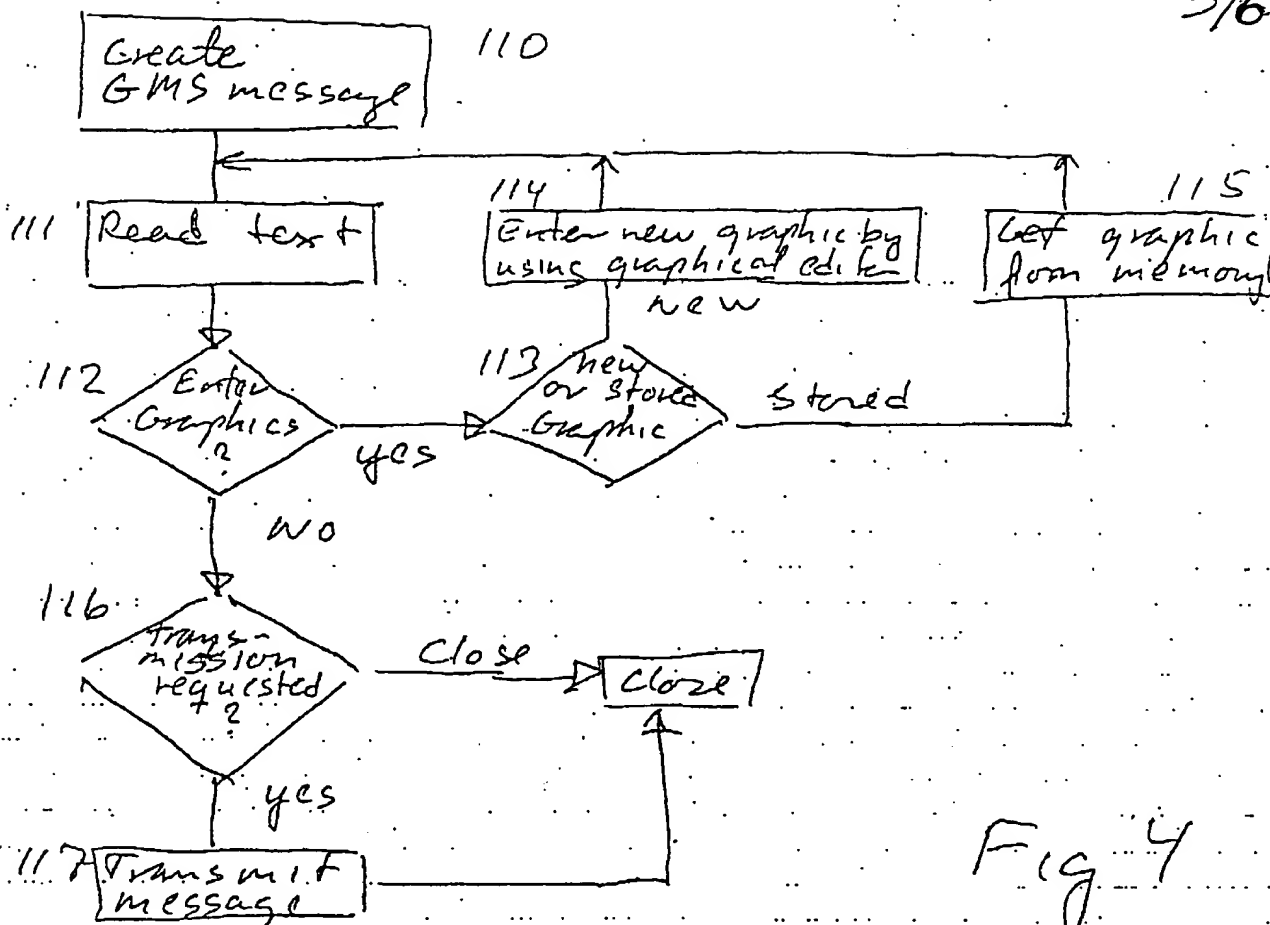 3/6
Create
GMS message
110
111
Read text
114
Enter new graphic by
using graphical editor
new
115
Get graphic
from memory
112
Enter
Graphics
?
yes
113
new
or stored
Graphic
stored
NO
116
Trans-
mission
requested
?
Close
Close
yes
117
Transmit
message
Fig 4